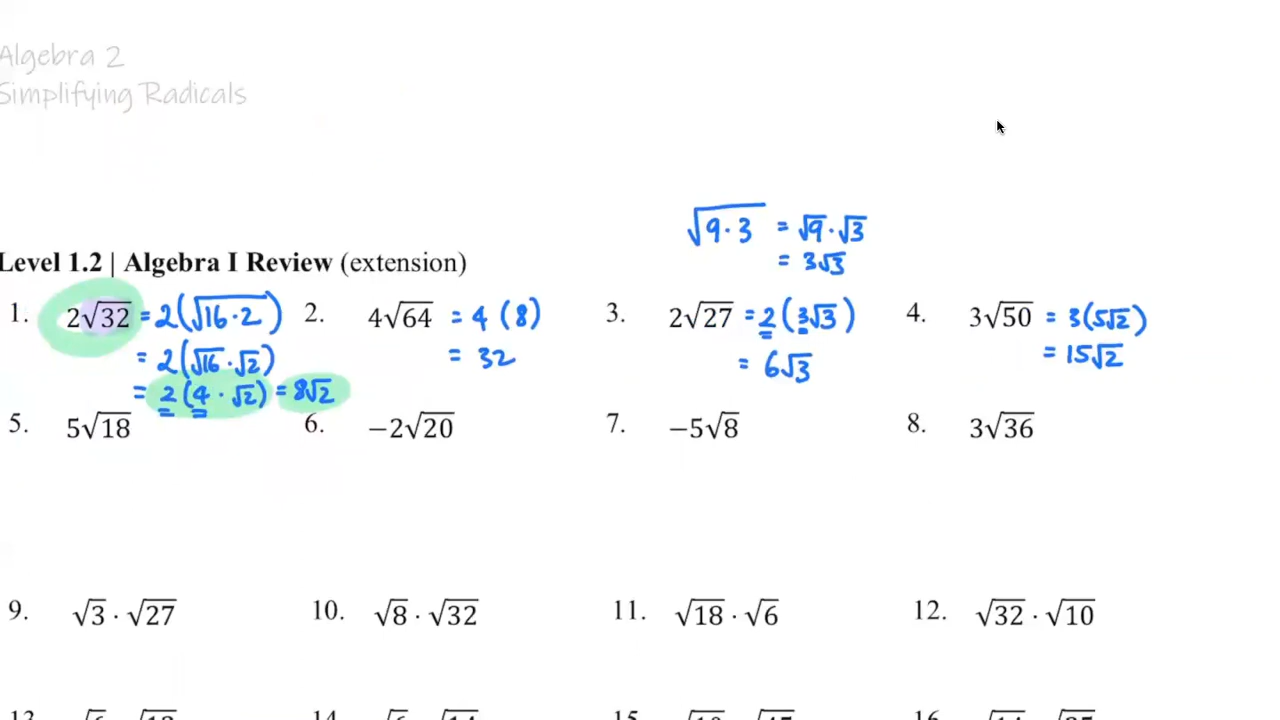 Algebra 2
Simplifying Radicals
√(9·3) = √9·√3
= 3√3
Level 1.2 | Algebra I Review (extension)
1. 2√32 = 2(√(16·2))
= 2(√16·√2)
= 2(4·√2) = 8√2
2. 4√64 = 4(8)
= 32
3. 2√27 = 2(3√3)
= 6√3
4. 3√50 = 3(5√2)
= 15√2
5. 5√18
6. −2√20
7. −5√8
8. 3√36
9. √3 · √27
10. √8 · √32
11. √18 · √6
12. √32 · √10